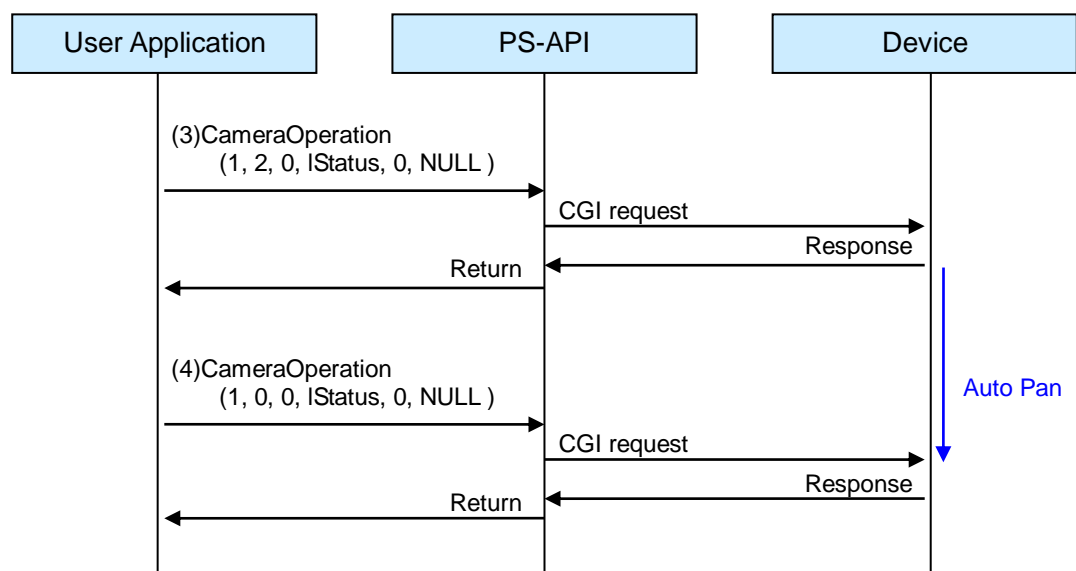 User Application
PS-API
Device
(3)CameraOperation
(1, 2, 0, lStatus, 0, NULL )
CGI request
Response
Return
(4)CameraOperation
(1, 0, 0, lStatus, 0, NULL )
Auto Pan
CGI request
Response
Return